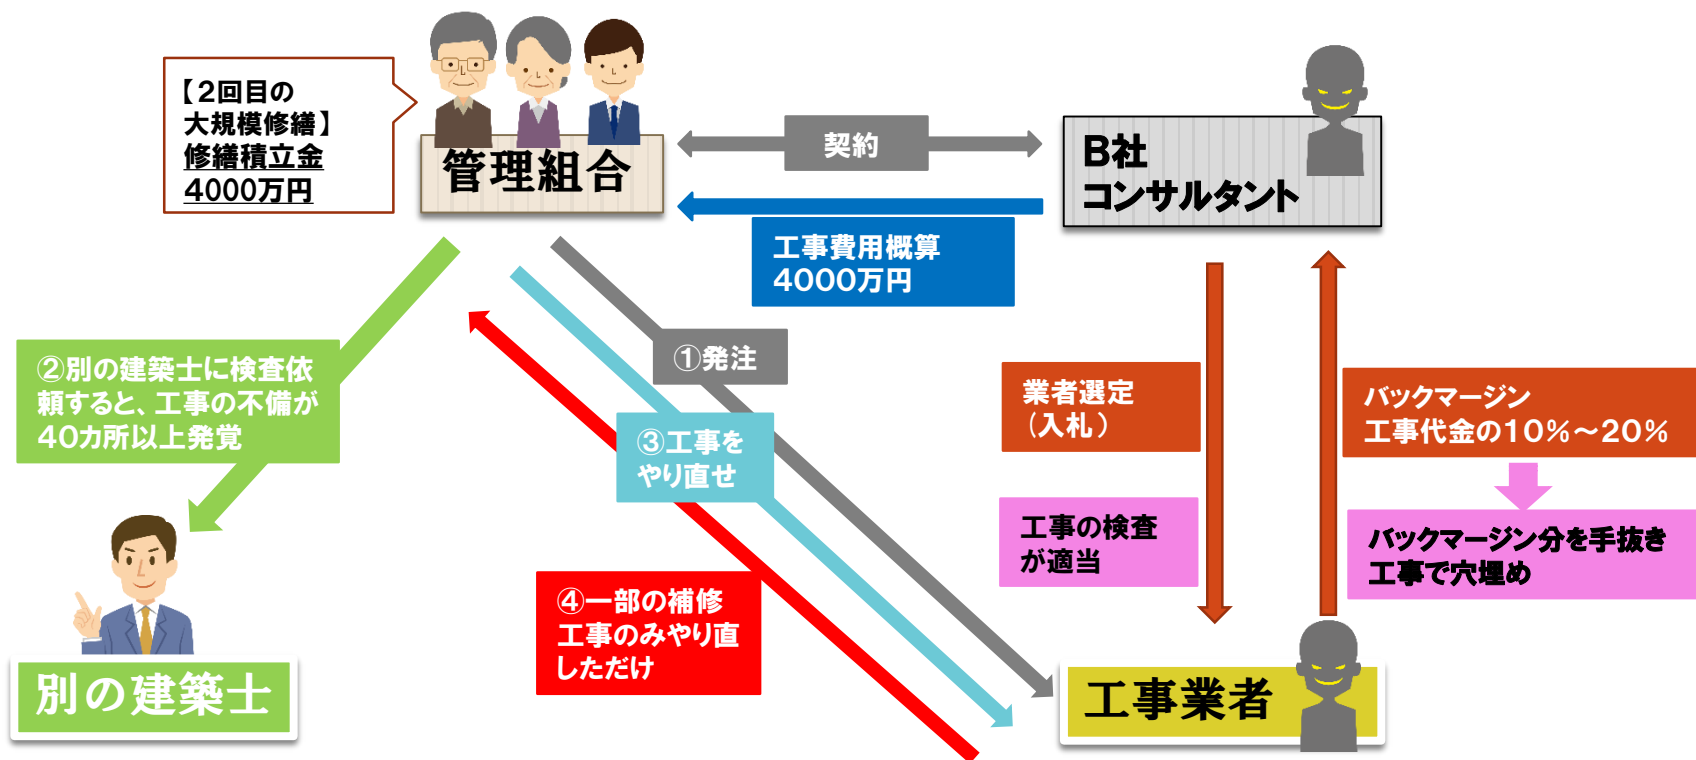 【２回目の
大規模修繕】
修繕積立金
４０００万円
管理組合
契約
B社
コンサルタント
工事費用概算
４０００万円
①発注
②別の建築士に検査依
頼すると、工事の不備が
４０カ所以上発覚
③工事を
やり直せ
業者選定
（入札）
バックマージン
工事代金の１０％～２０％
工事の検査
が適当
バックマージン分を手抜き
工事で穴埋め
④一部の補修
工事のみやり直
しただけ
別の建築士
工事業者